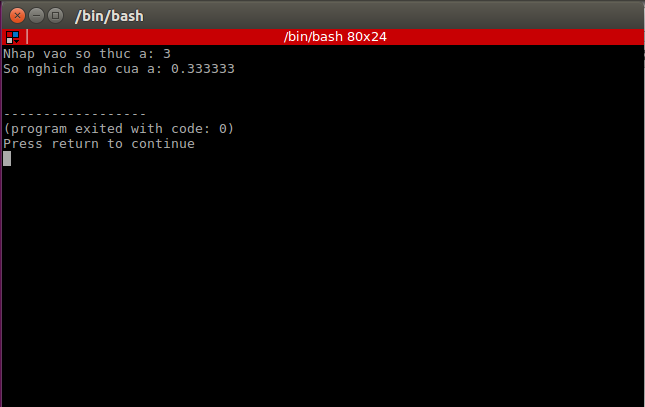 /bin/bash
/bin/bash 80x24
Nhap vao so thuc a: 3
So nghich dao cua a: 0.333333
------------------
(program exited with code: 0)
Press return to continue